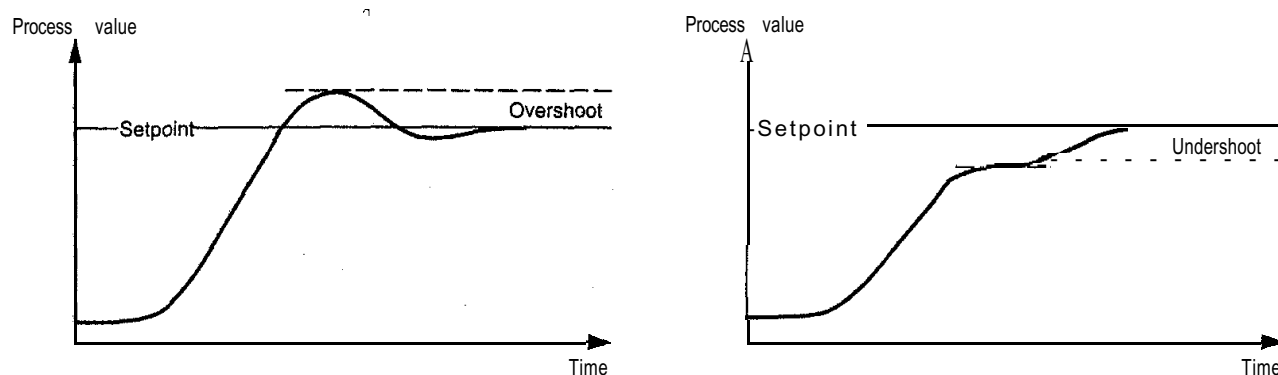 Process value
Overshoot
Setpoint
Time
Process value
Setpoint
Undershoot
Time